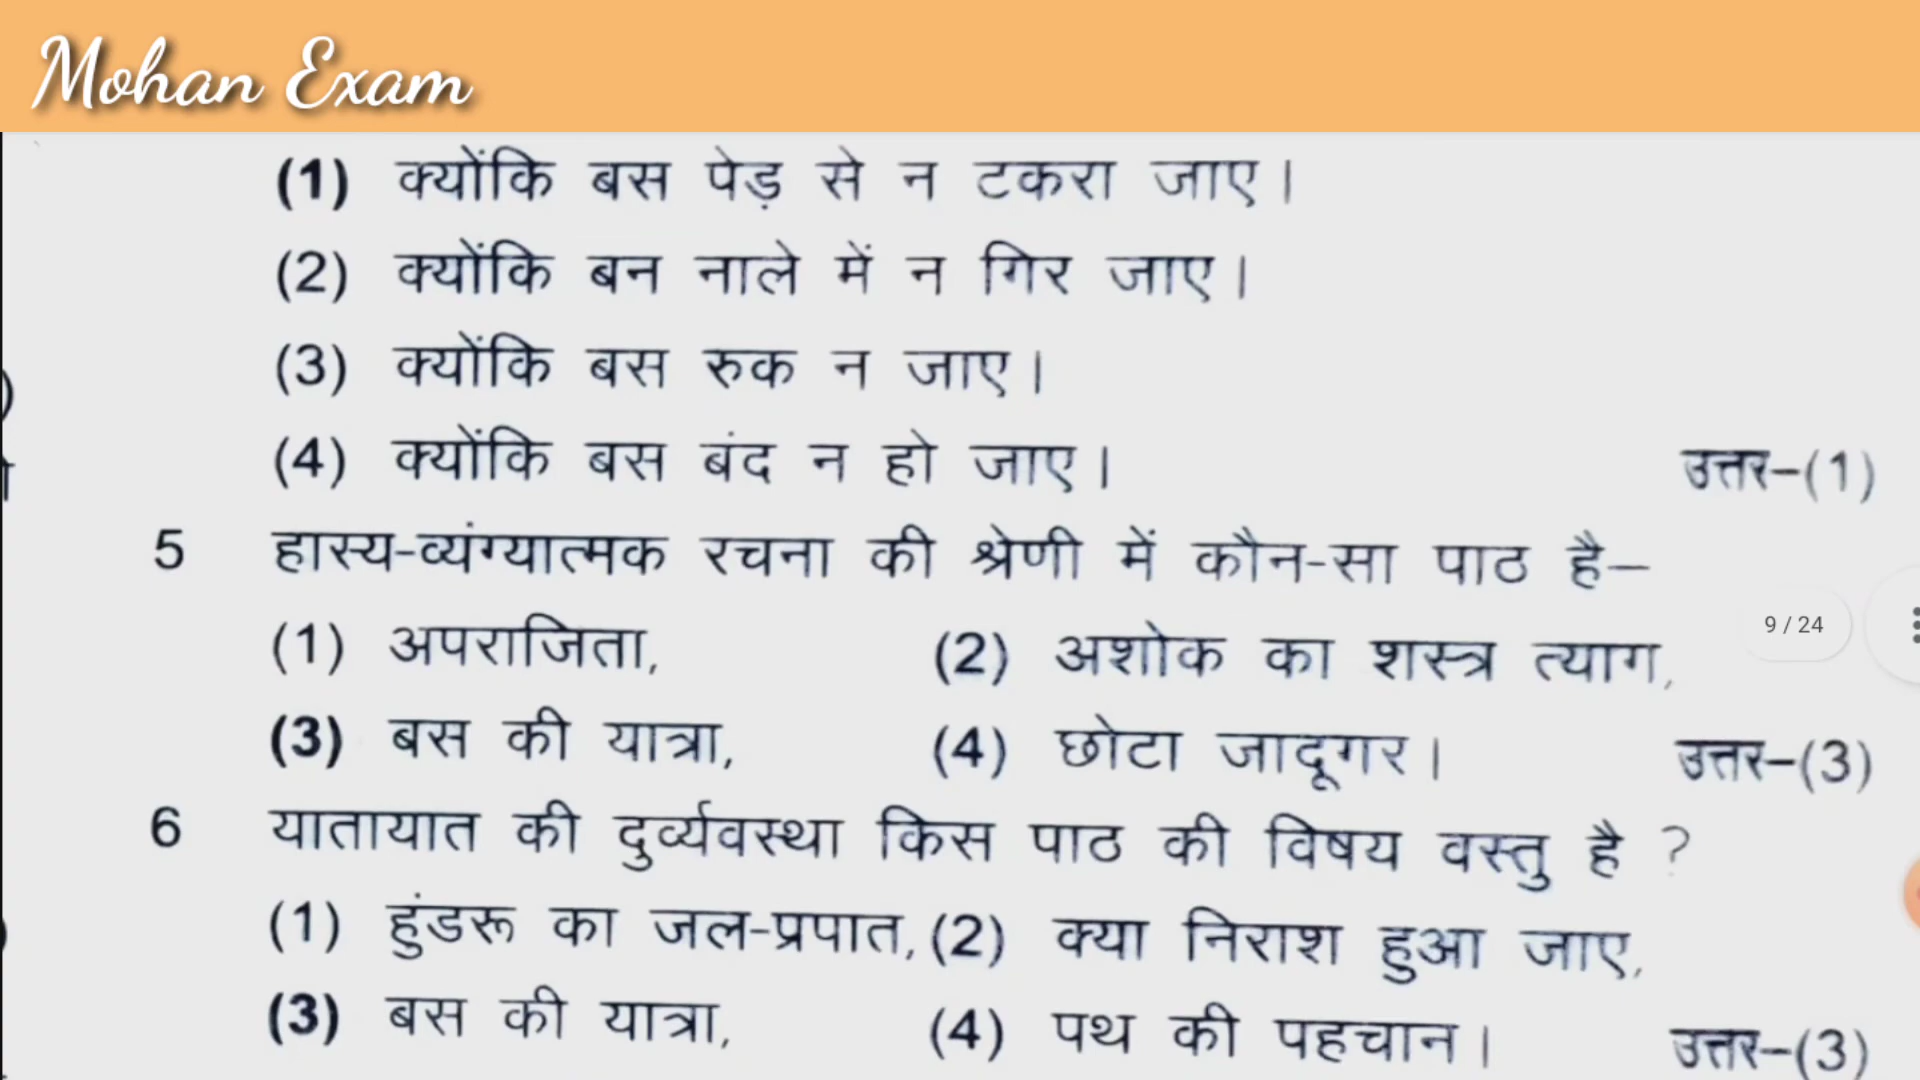 Mohan Exam
(1) क्योंकि बस पेड़ से न टकरा जाए।
(2) क्योंकि बन नाले में न गिर जाए।
(3) क्योंकि बस रुक न जाए।
(4) क्योंकि बस बंद न हो जाए। उत्तर–(1)
5 हास्य-व्यंग्यात्मक रचना की श्रेणी में कौन-सा पाठ है–
(1) अपराजिता, (2) अशोक का शस्त्र त्याग,
9 / 24
(3) बस की यात्रा, (4) छोटा जादूगर। उत्तर–(3)
6 यातायात की दुर्व्यवस्था किस पाठ की विषय वस्तु है ?
(1) हुंडरू का जल-प्रपात, (2) क्या निराश हुआ जाए,
(3) बस की यात्रा, (4) पथ की पहचान। उत्तर–(3)